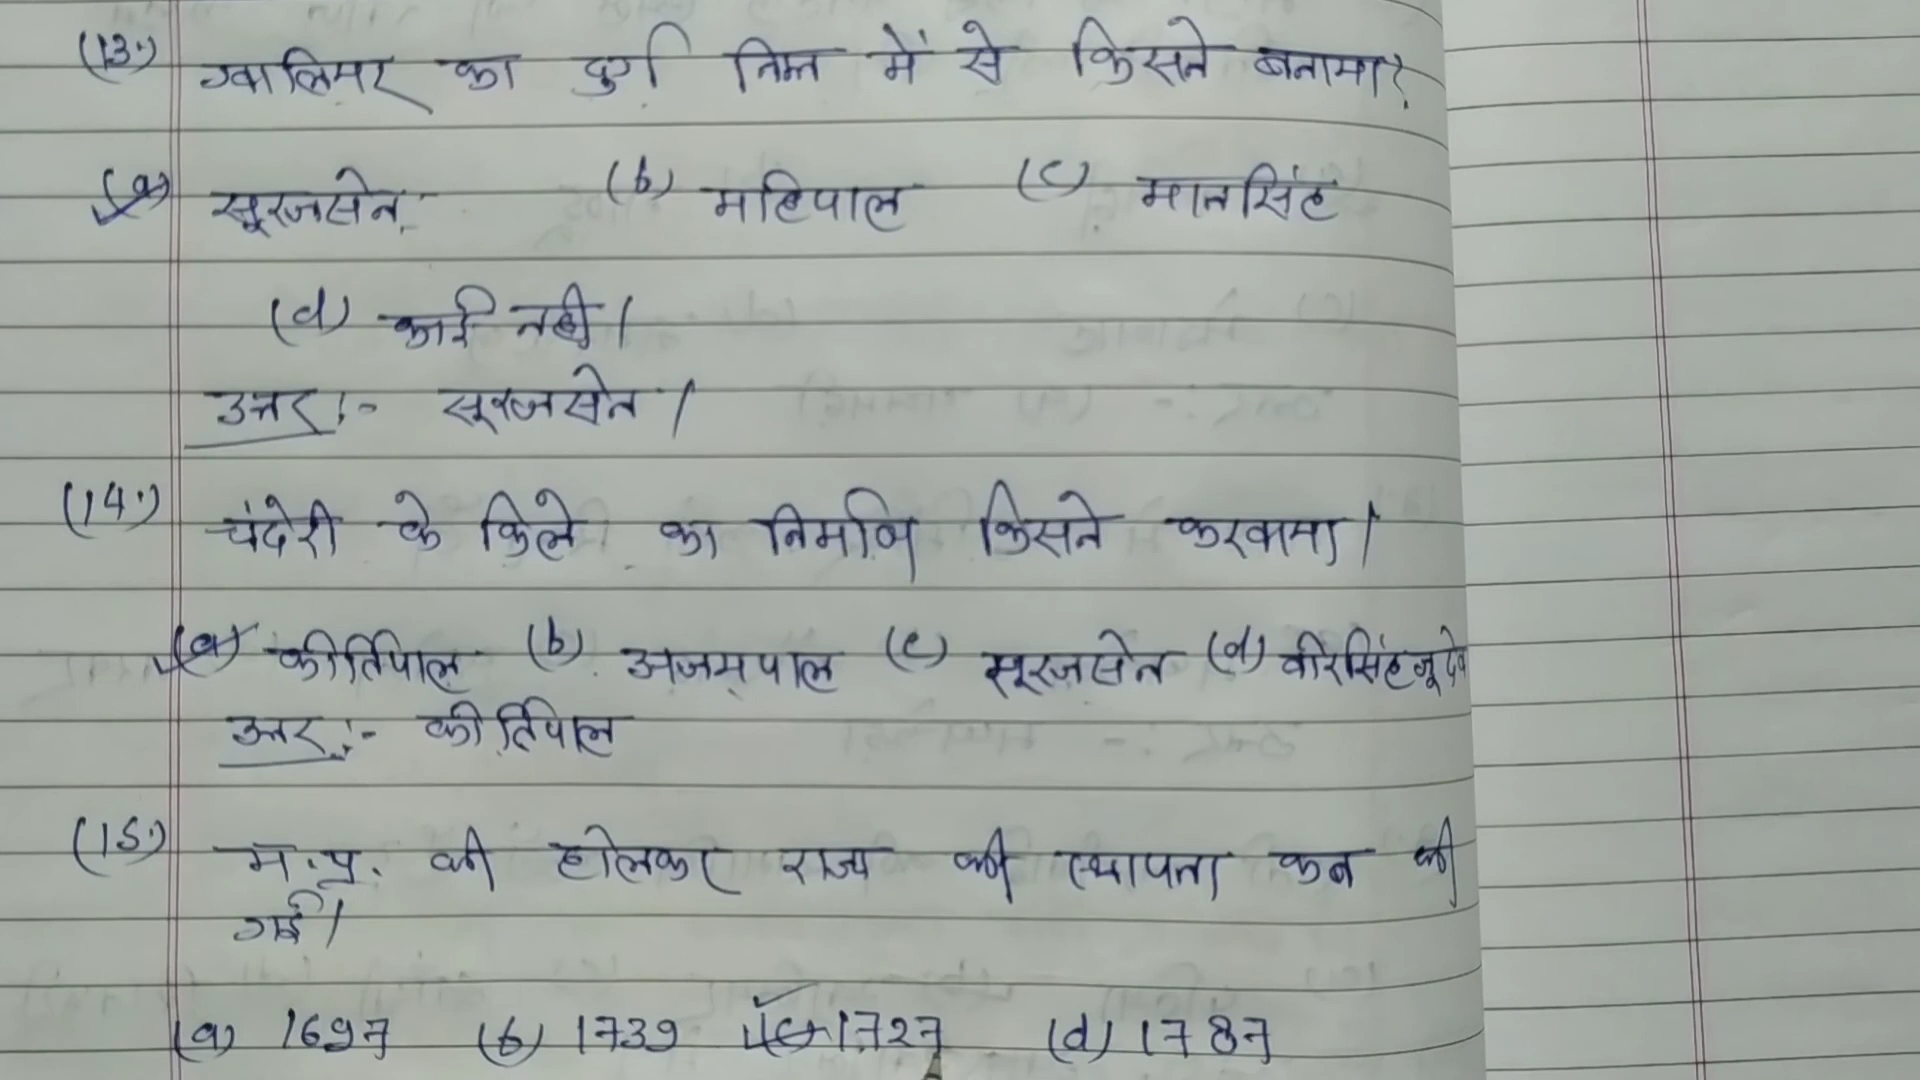 (13.) ग्वालियर का दुर्ग निम्न में से किसने बनाया?
(a) सूरजसेन (b) महिपाल (c) मानसिंह
(d) काई नही।
उत्तर :- सूरजसेन।
(14.) चंदेरी के किले का निर्माण किसने करवाया।
(a) कीर्तिपाल (b) अजयपाल (c) सूरजसेन (d) वीरसिंह जू देव
उत्तर :- कीर्तिपाल
(15.) म.प्र. की होलकर राज्य की स्थापना कब की
गई।
(a) 1697 (b) 1739 (c) 1727 (d) 1787